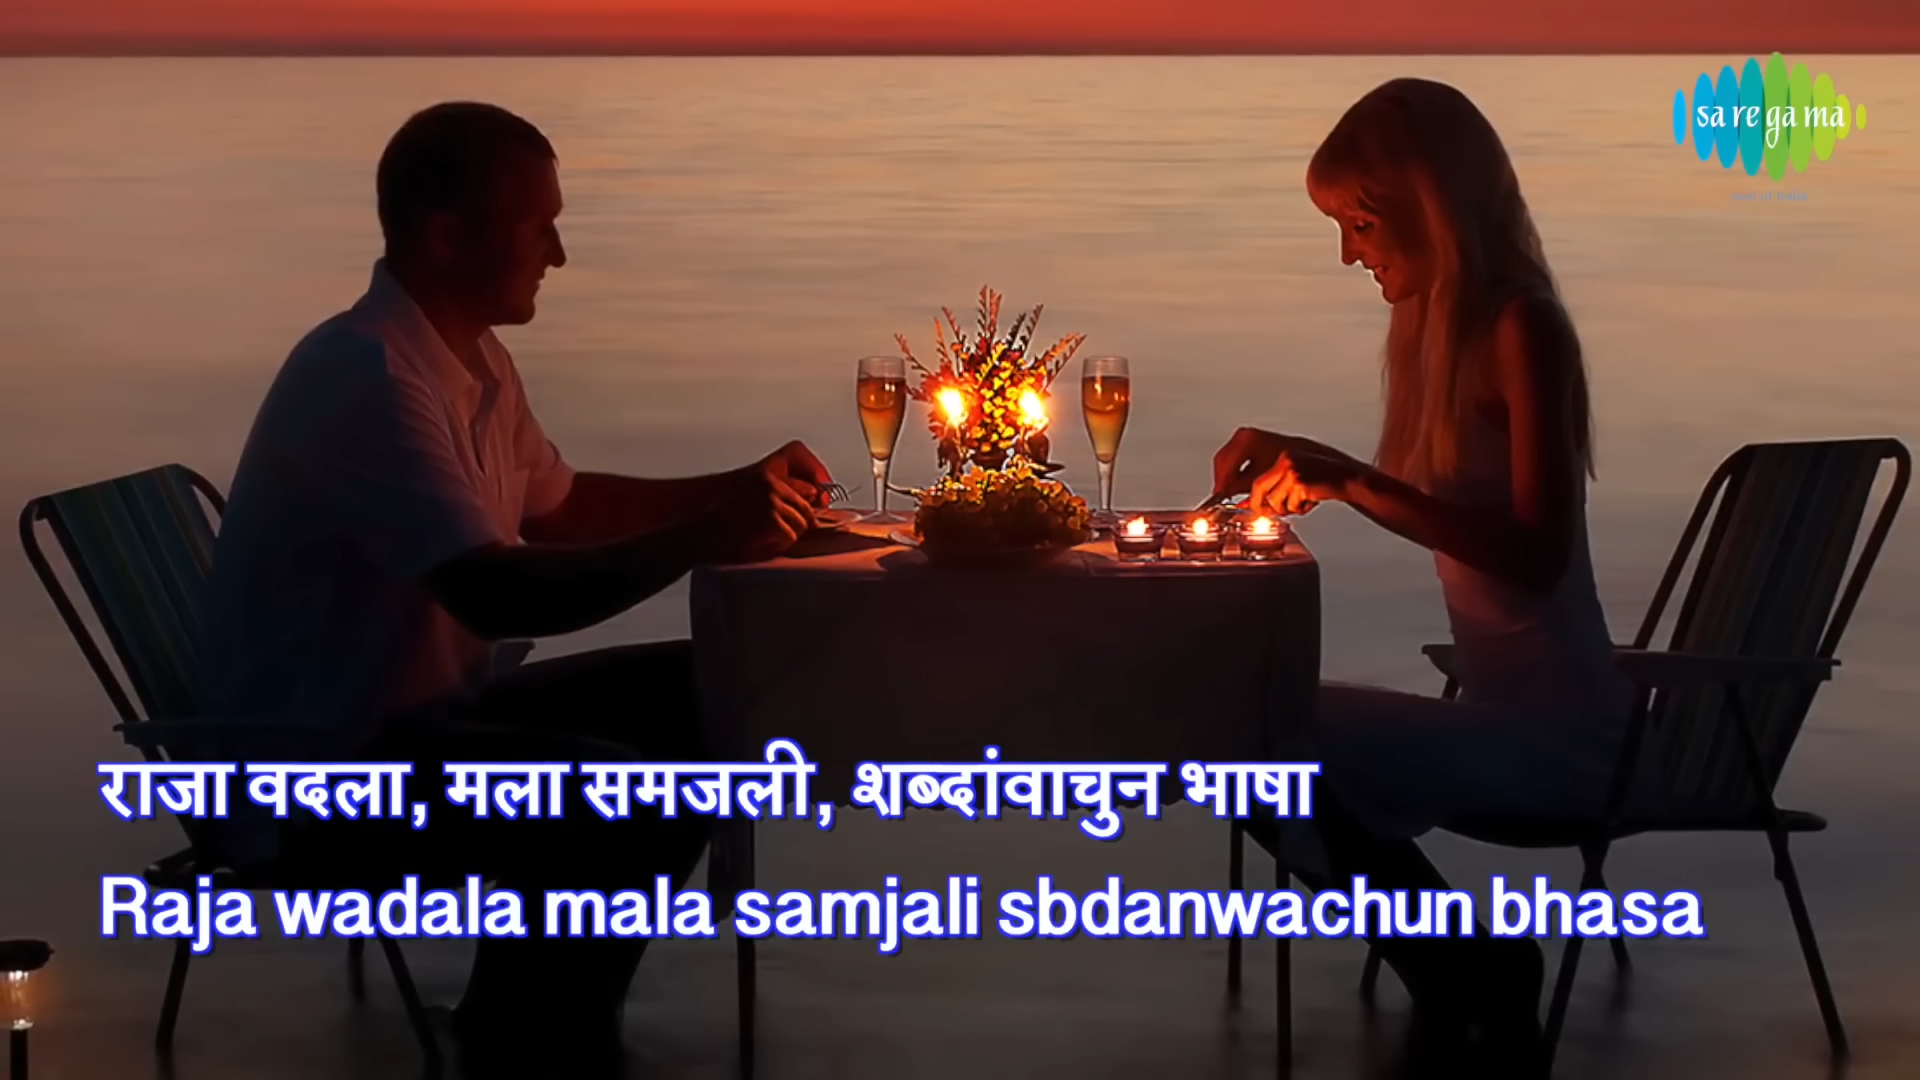 sa re ga ma
राजा वदला, मला समजली, शब्दांवाचुन भाषा
Raja wadala mala samjali sbdanwachun bhasa